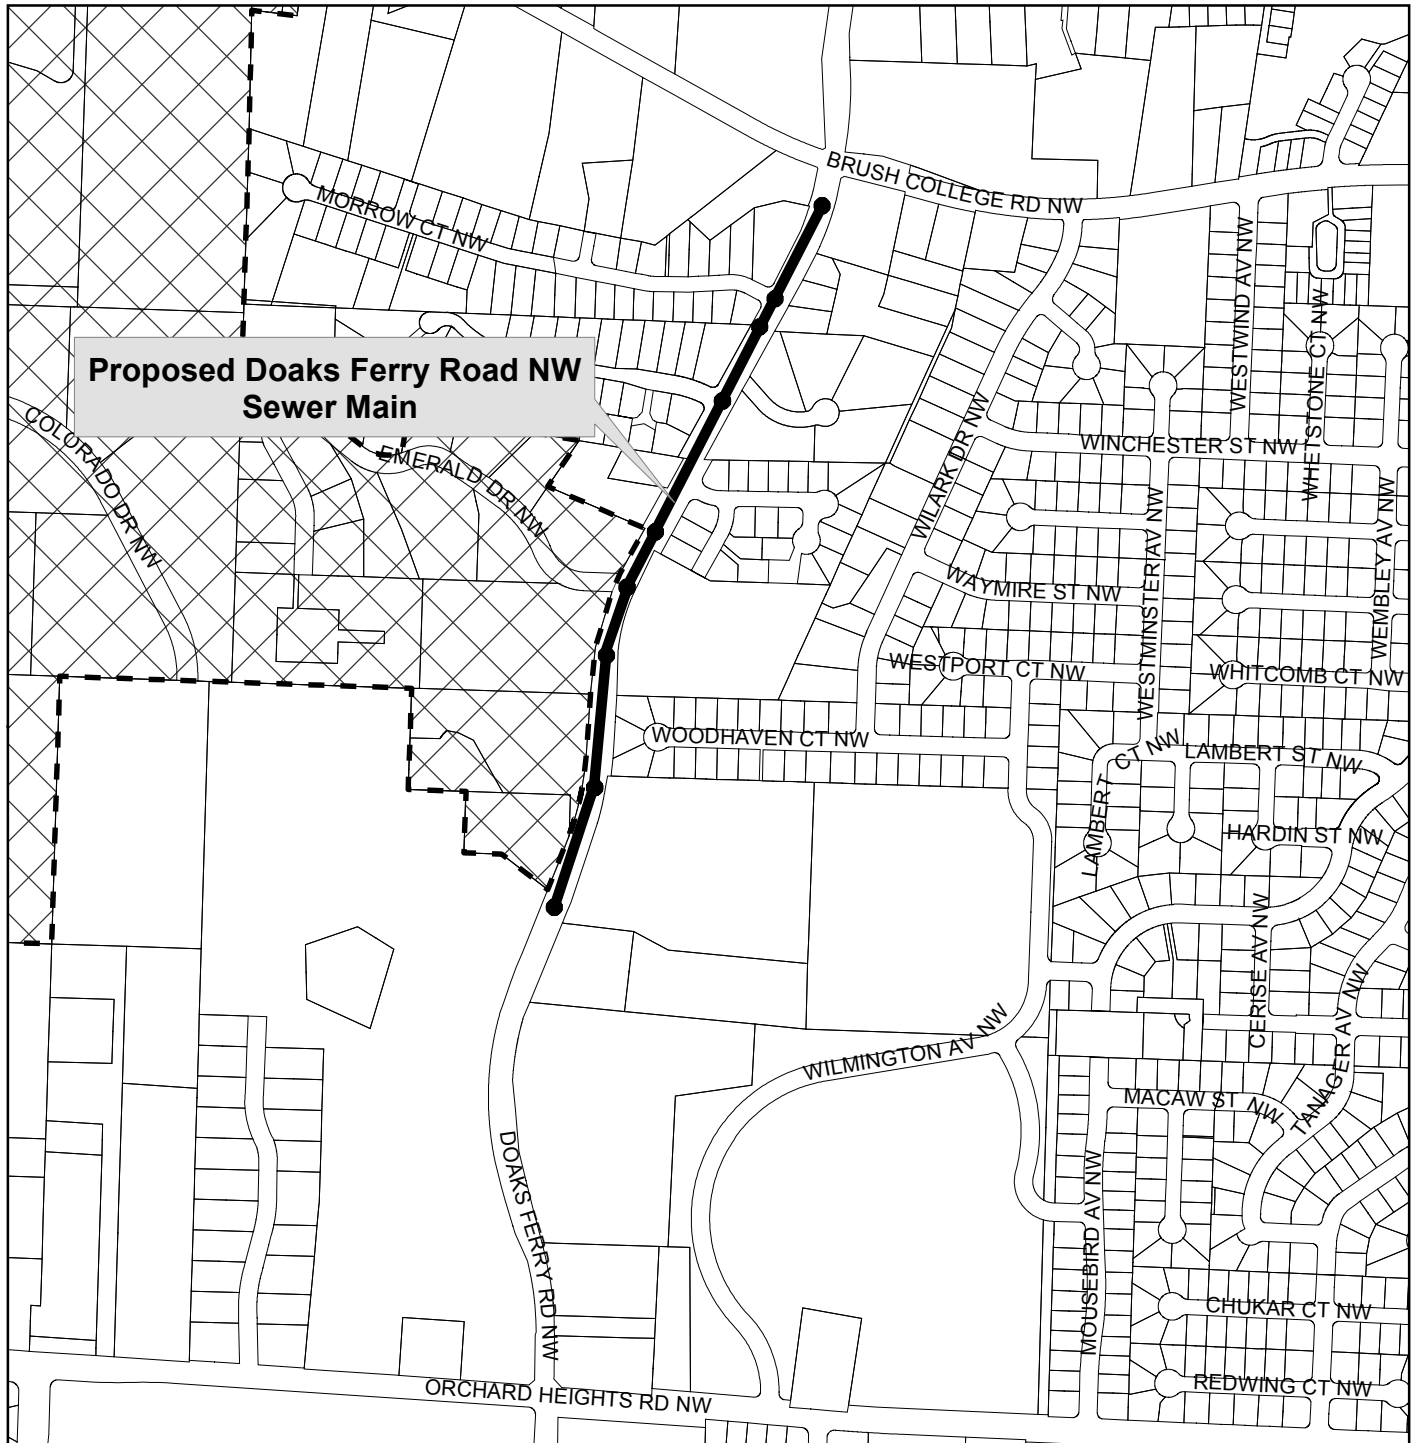 BRUSH COLLEGE RD NW
MORROW CT NW
WESTWIND AV NW
WHETSTONE CT NW
Proposed Doaks Ferry Road NW
Sewer Main
COLORADO DR NW
EMERALD DR NW
WILARK DR NW
WINCHESTER ST NW
WESTMINSTER AV NW
WEMBLEY AV NW
WAYMIRE ST NW
WESTPORT CT NW
WHITCOMB CT NW
WOODHAVEN CT NW
LAMBERT CT NW
LAMBERT ST NW
HARDIN ST NW
CERISE AV NW
TANAGER AV NW
WILMINGTON AV NW
MACAW ST NW
DOAKS FERRY RD NW
MOUSEBIRD AV NW
CHUKAR CT NW
REDWING CT NW
ORCHARD HEIGHTS RD NW